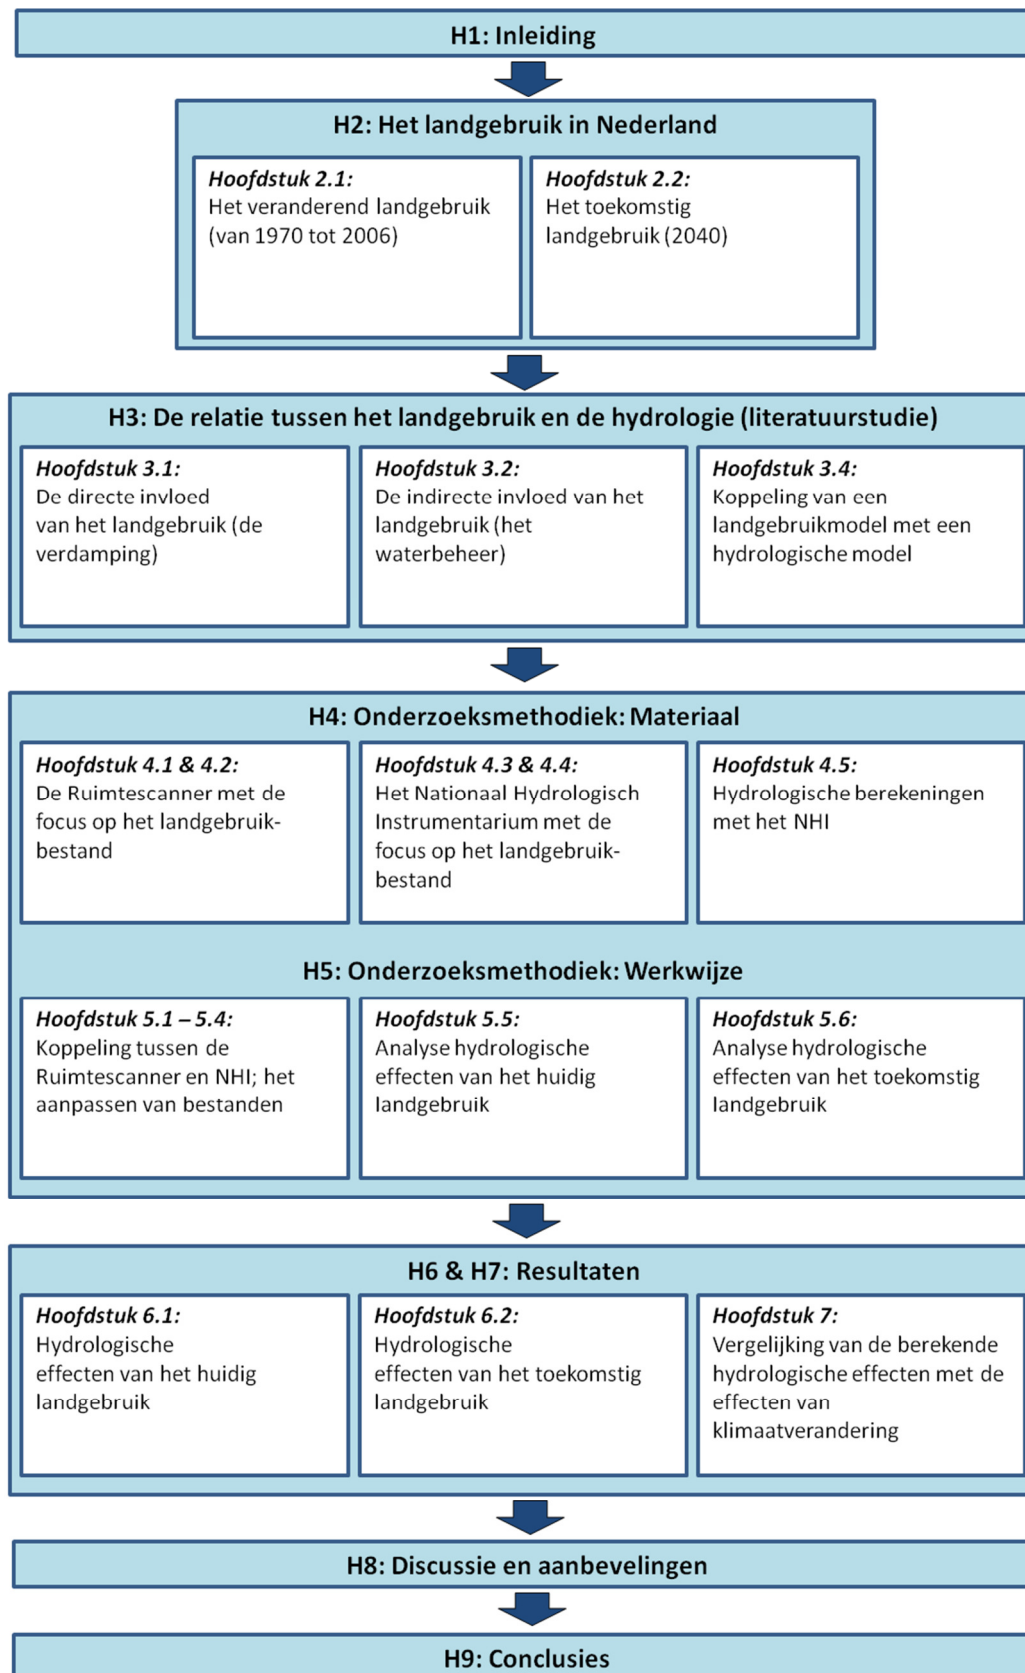 H1: Inleiding
H2: Het landgebruik in Nederland
Hoofdstuk 2.1:
Het veranderend landgebruik
(van 1970 tot 2006)
Hoofdstuk 2.2:
Het toekomstig
landgebruik (2040)
H3: De relatie tussen het landgebruik en de hydrologie (literatuurstudie)
Hoofdstuk 3.1:
De directe invloed
van het landgebruik (de
verdamping)
Hoofdstuk 3.2:
De indirecte invloed van het
landgebruik (het
waterbeheer)
Hoofdstuk 3.4:
Koppeling van een
landgebruikmodel met een
hydrologische model
H4: Onderzoeksmethodiek: Materiaal
Hoofdstuk 4.1 & 4.2:
De Ruimtescanner met de
focus op het landgebruik-
bestand
Hoofdstuk 4.3 & 4.4:
Het Nationaal Hydrologisch
Instrumentarium met de
focus op het landgebruik-
bestand
Hoofdstuk 4.5:
Hydrologische berekeningen
met het NHI
H5: Onderzoeksmethodiek: Werkwijze
Hoofdstuk 5.1 – 5.4:
Koppeling tussen de
Ruimtescanner en NHI; het
aanpassen van bestanden
Hoofdstuk 5.5:
Analyse hydrologische
effecten van het huidig
landgebruik
Hoofdstuk 5.6:
Analyse hydrologische
effecten van het toekomstig
landgebruik
H6 & H7: Resultaten
Hoofdstuk 6.1:
Hydrologische
effecten van het huidig
landgebruik
Hoofdstuk 6.2:
Hydrologische
effecten van het toekomstig
landgebruik
Hoofdstuk 7:
Vergelijking van de berekende
hydrologische effecten met de
effecten van
klimaatverandering
H8: Discussie en aanbevelingen
H9: Conclusies